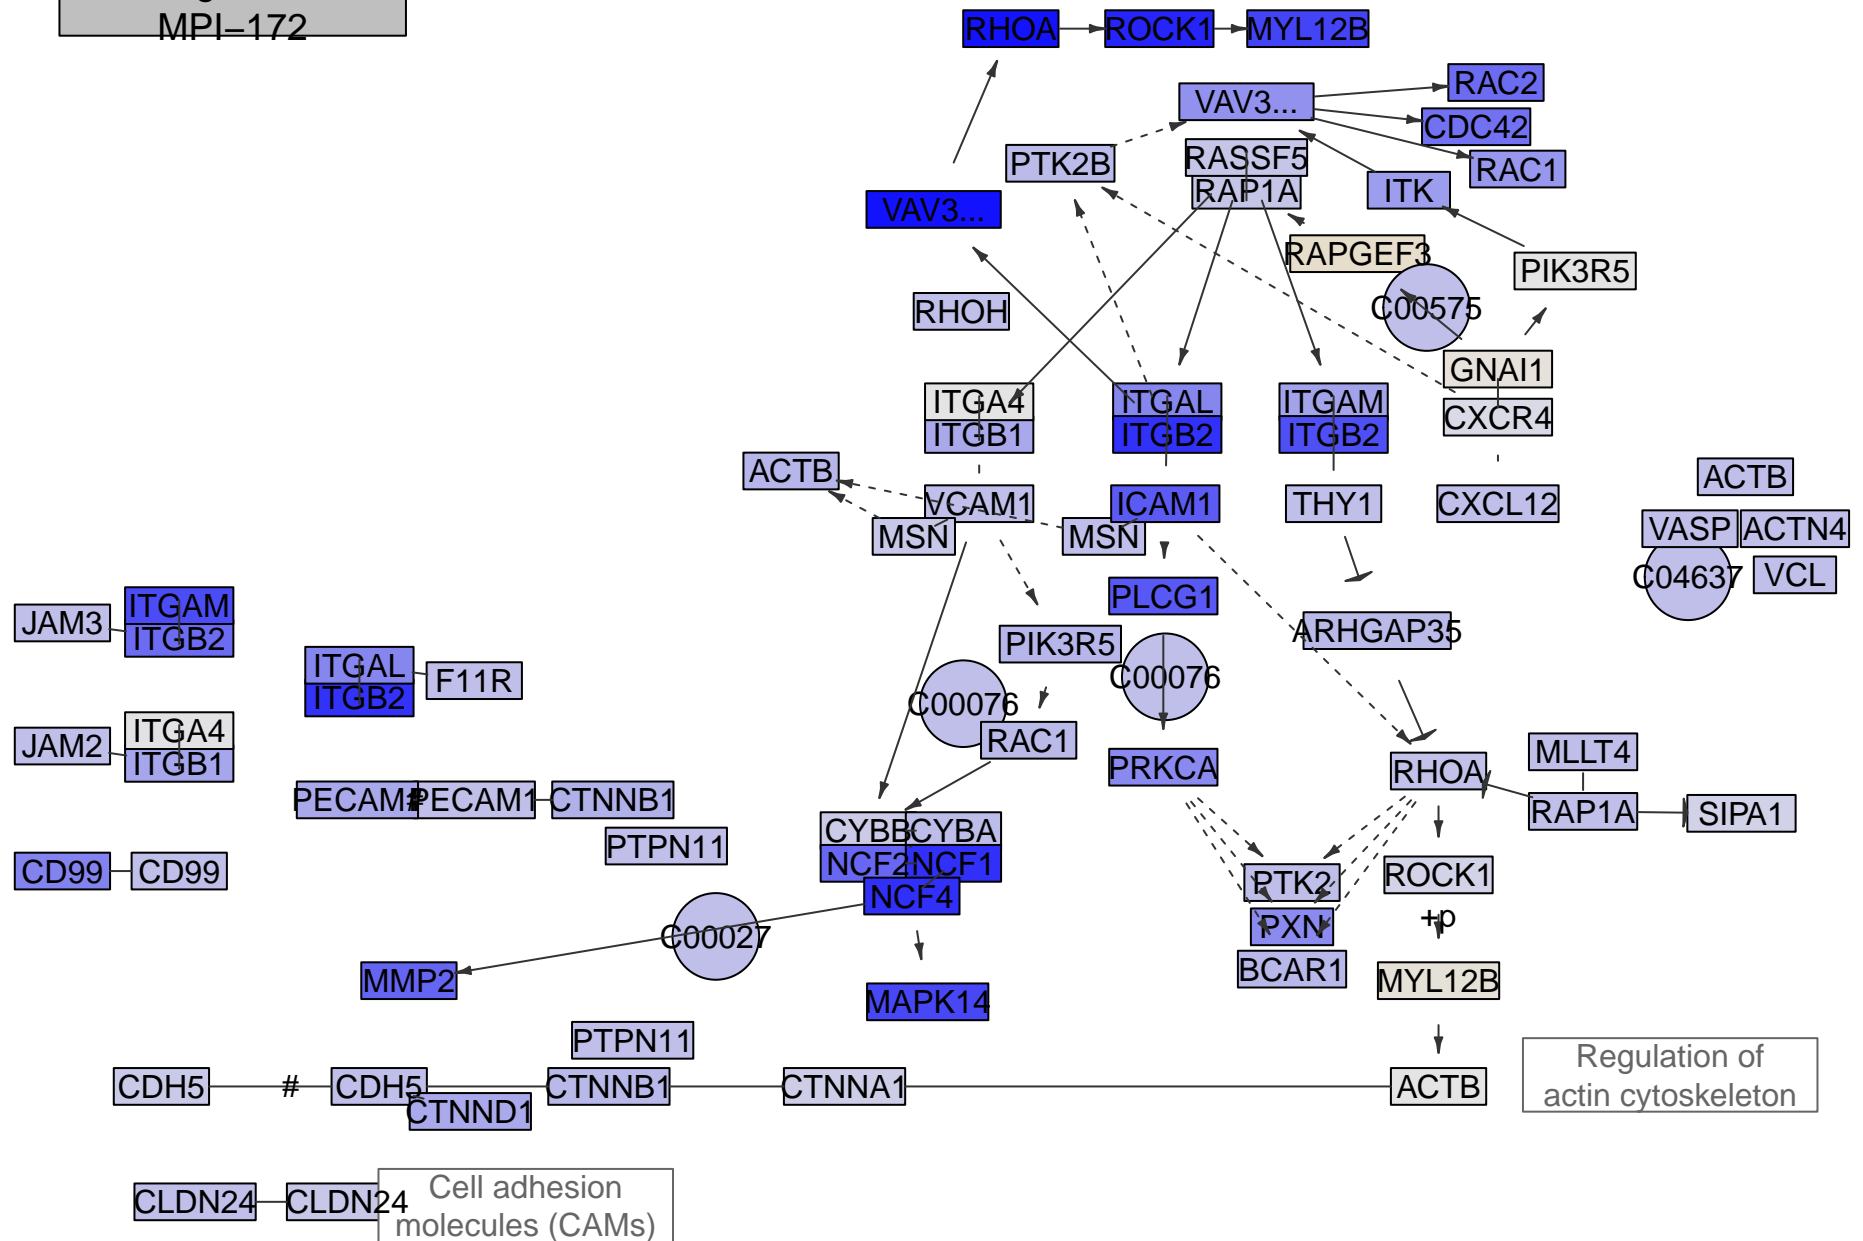 MPI−172
RHOA
ROCK1
MYL12B
VAV3...
RAC2
CDC42
RAC1
PTK2B
RASSF5
RAP1A
ITK
VAV3...
RAPGEF3
PIK3R5
C00575
RHOH
GNAI1
CXCR4
ITGA4
ITGB1
ITGAL
ITGB2
ITGAM
ITGB2
ACTB
VCAM1
MSN
ICAM1
MSN
THY1
CXCL12
ACTB
VASP
ACTN4
C04637
VCL
PLCG1
JAM3
ITGAM
ITGB2
ARHGAP35
PIK3R5
ITGAL
ITGB2
F11R
C00076
C00076
RAC1
JAM2
ITGA4
ITGB1
PRKCA
RHOA
MLLT4
RAP1A
SIPA1
PECAM1
#
PECAM1
CTNNB1
PTPN11
CYBB
CYBA
NCF2
NCF1
NCF4
CD99
CD99
PTK2
ROCK1
+p
PXN
BCAR1
C00027
MMP2
MAPK14
MYL12B
PTPN11
CDH5
#
CDH5
CTNND1
CTNNB1
CTNNA1
ACTB
Regulation of
actin cytoskeleton
CLDN24
CLDN24
Cell adhesion
molecules (CAMs)